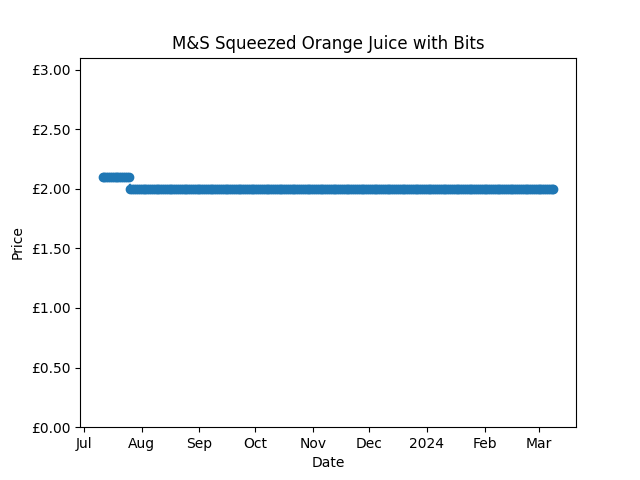 M&S Squeezed Orange Juice with Bits
£3.00
£2.50
£2.00
£1.50
£1.00
£0.50
£0.00
Price
Jul Aug Sep Oct Nov Dec 2024 Feb Mar
Date